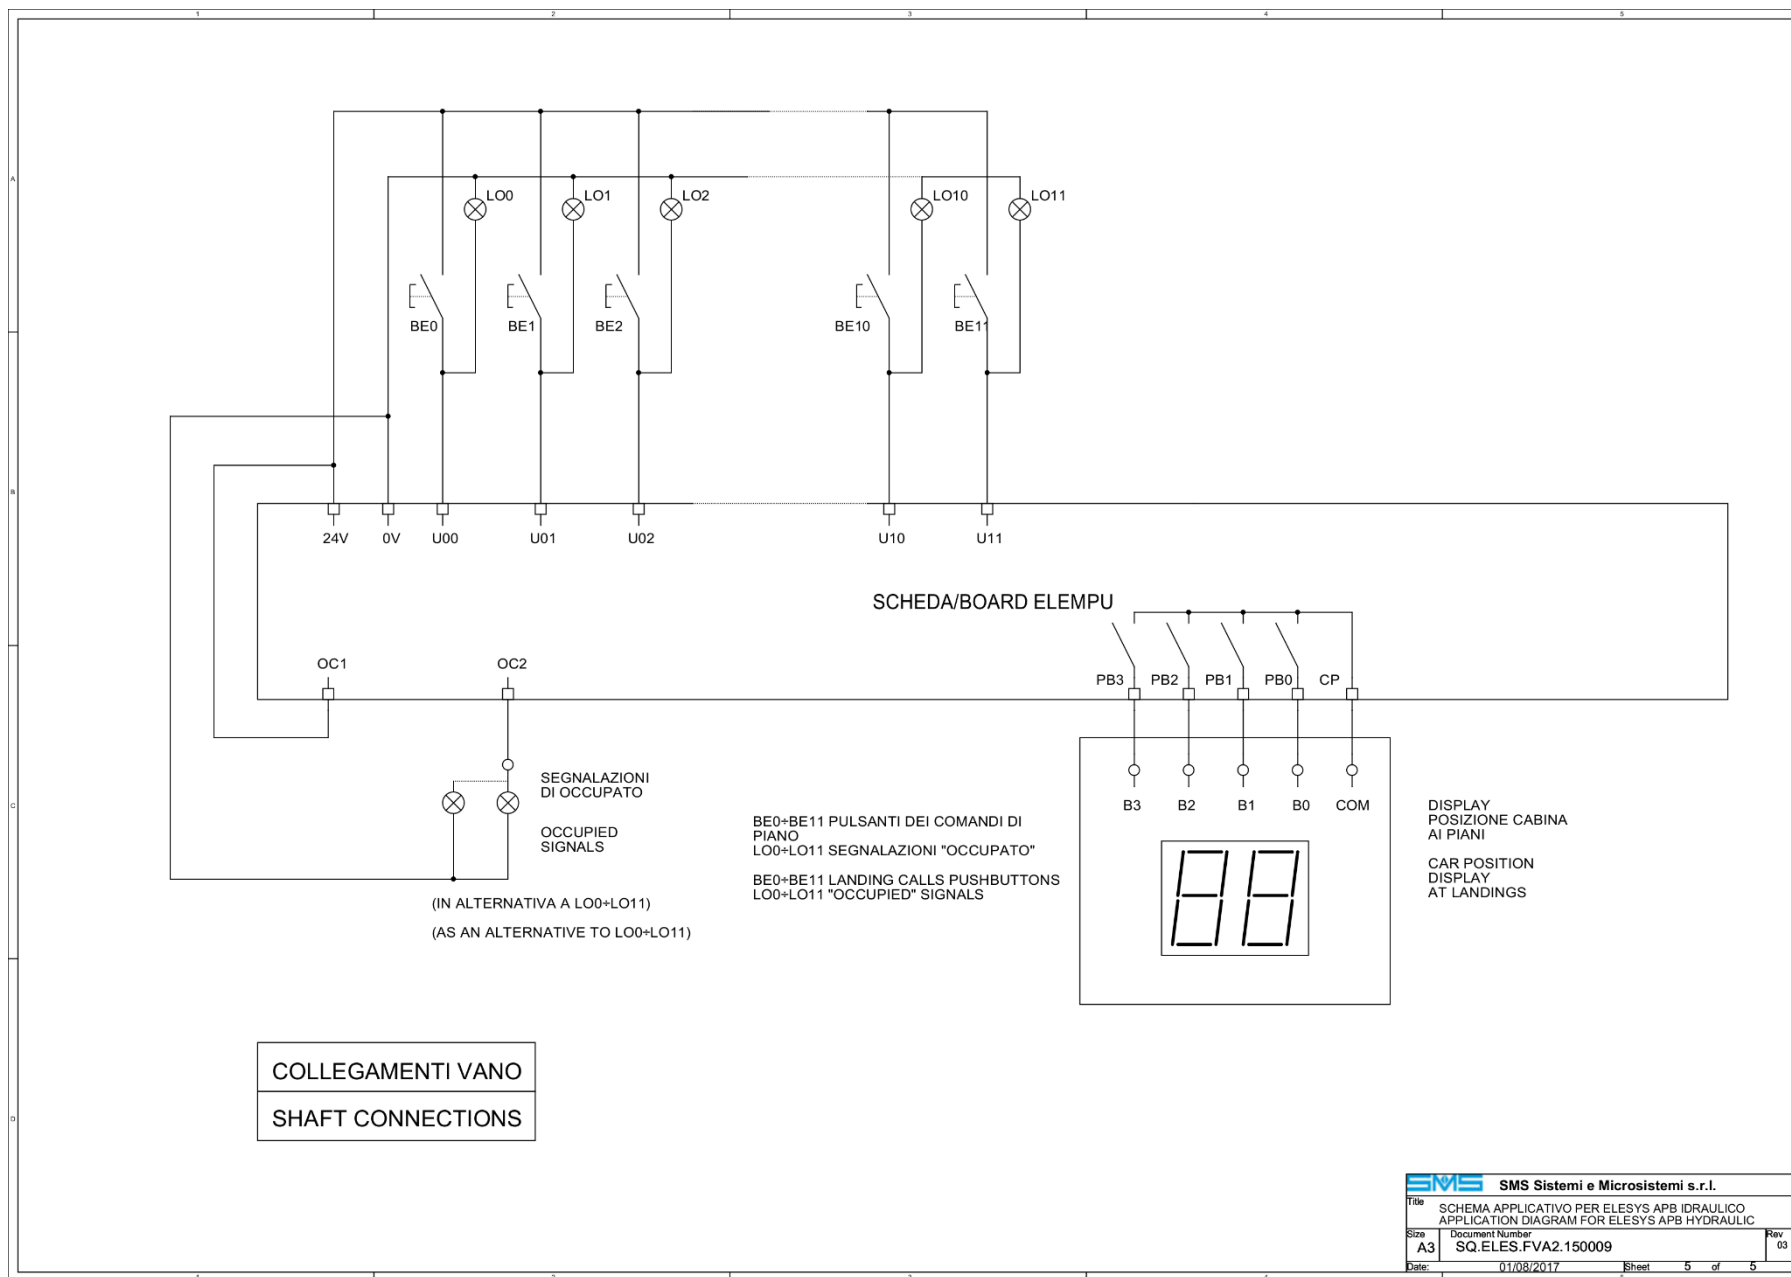 1 2 3 4 5
A
LO0 LO1 LO2 LO10 LO11
BE0 BE1 BE2 BE10 BE11
B
24V 0V U00 U01 U02 U10 U11
SCHEDA/BOARD ELEMPU
OC1 OC2
PB3 PB2 PB1 PB0 CP
B3 B2 B1 B0 COM
C
SEGNALAZIONI
DI OCCUPATO
OCCUPIED
SIGNALS
(IN ALTERNATIVA A LO0÷LO11)
(AS AN ALTERNATIVE TO LO0÷LO11)
BE0÷BE11 PULSANTI DEI COMANDI DI
PIANO
LO0÷LO11 SEGNALAZIONI "OCCUPATO"
BE0÷BE11 LANDING CALLS PUSHBUTTONS
LO0÷LO11 "OCCUPIED" SIGNALS
88
DISPLAY
POSIZIONE CABINA
AI PIANI
CAR POSITION
DISPLAY
AT LANDINGS
COLLEGAMENTI VANO
SHAFT CONNECTIONS
D
SMS SMS Sistemi e Microsistemi s.r.l.
Title
SCHEMA APPLICATIVO PER ELESYS APB IDRAULICO
APPLICATION DIAGRAM FOR ELESYS APB HYDRAULIC
Size Document Number Rev
A3 SQ.ELES.FVA2.150009 03
Date: 01/08/2017 Sheet 5 of 5